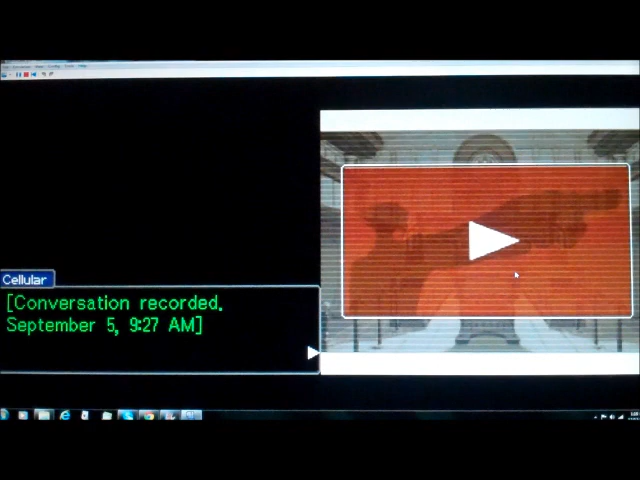 Cellular
[Conversation recorded.
September 5, 9:27 AM]